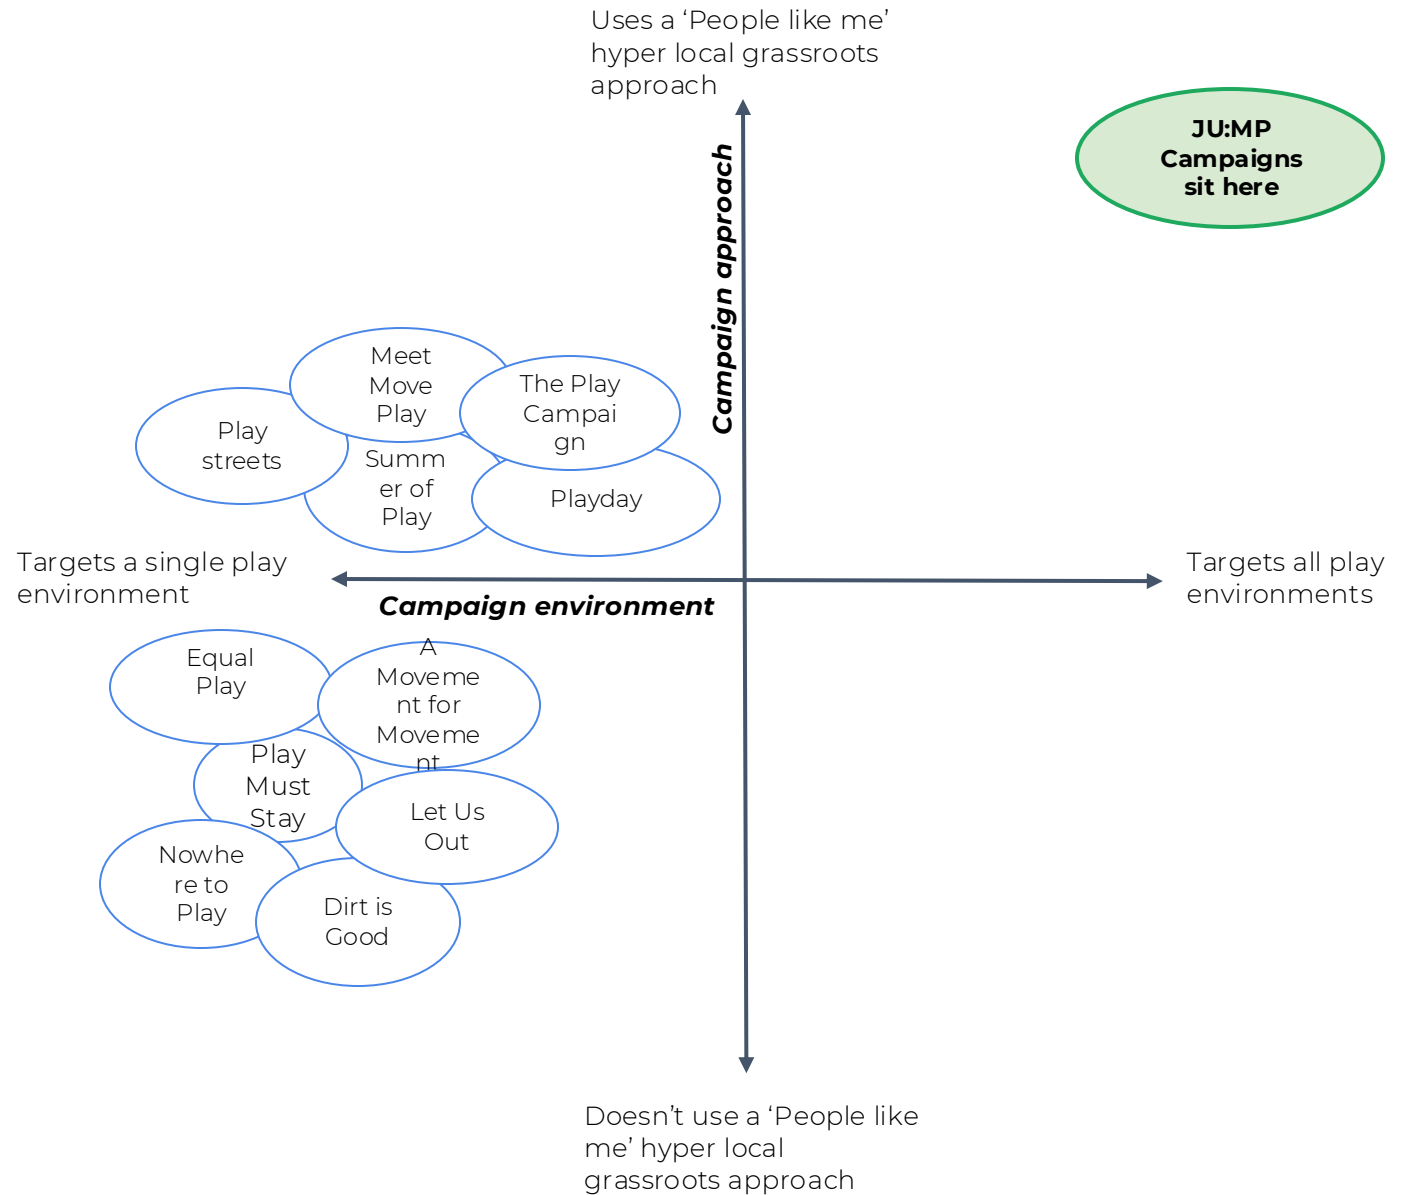 Uses a ‘People like me’
hyper local grassroots
approach
JU:MP
Campaigns
sit here
Campaign approach
Meet
Move
Play
The Play
Campai
gn
Play
streets
Summ
er of
Play
Playday
Targets a single play
environment
Targets all play
environments
Campaign environment
Equal
Play
A
Moveme
nt for
Moveme
nt
Play
Must
Stay
Let Us
Out
Nowhe
re to
Play
Dirt is
Good
Doesn’t use a ‘People like
me’ hyper local
grassroots approach